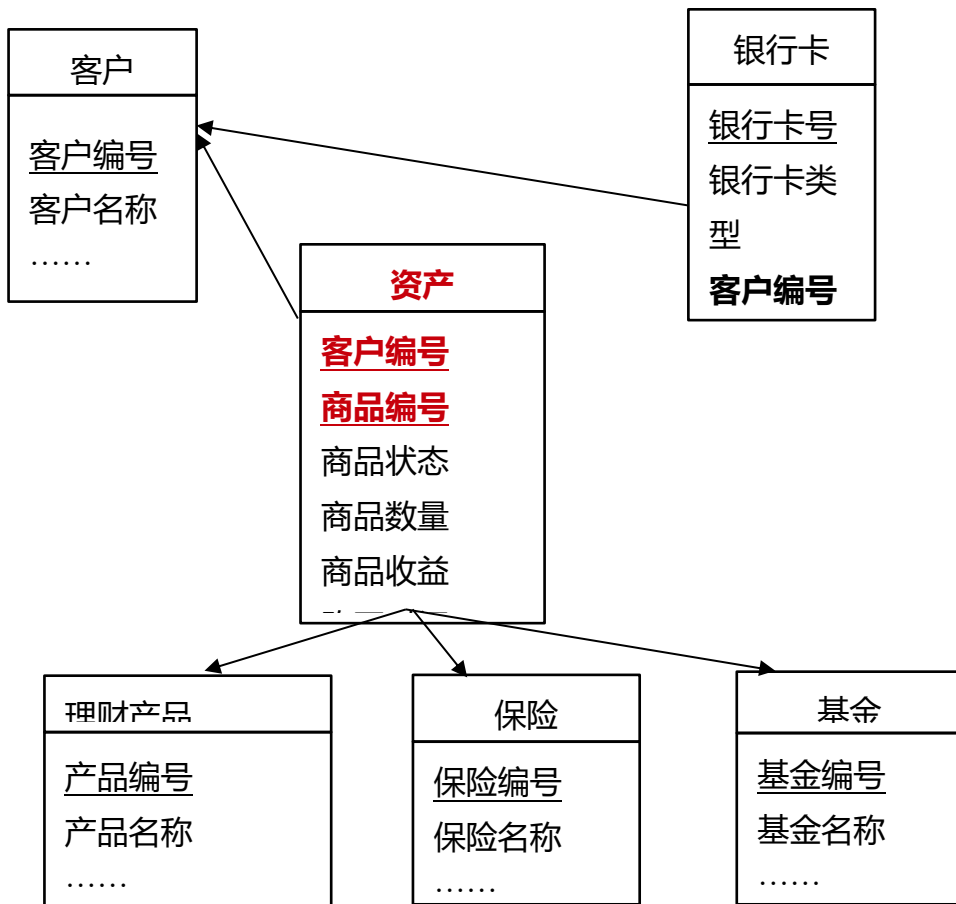 客户
客户编号
客户名称
……
银行卡
银行卡号
银行卡类
型
客户编号
资产
客户编号
商品编号
商品状态
商品数量
商品收益
理财产品
产品编号
产品名称
……
保险
保险编号
保险名称
……
基金
基金编号
基金名称
……